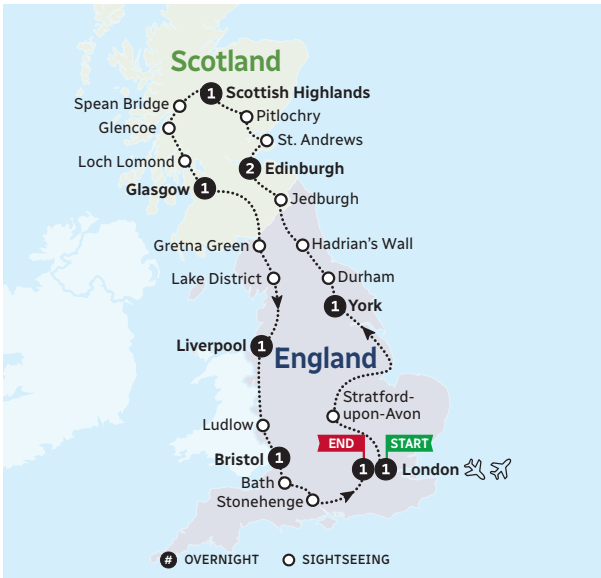 Scotland
1
Scottish Highlands
Spean Bridge
Pitlochry
Glencoe
St. Andrews
Loch Lomond
2
Edinburgh
Glasgow
1
Jedburgh
Gretna Green
Hadrian's Wall
Lake District
Durham
1
York
Liverpool
1
England
Stratford-
upon-Avon
Ludlow
END
START
Bristol
1
1
1
London
Bath
Stonehenge
# OVERNIGHT
SIGHTSEEING